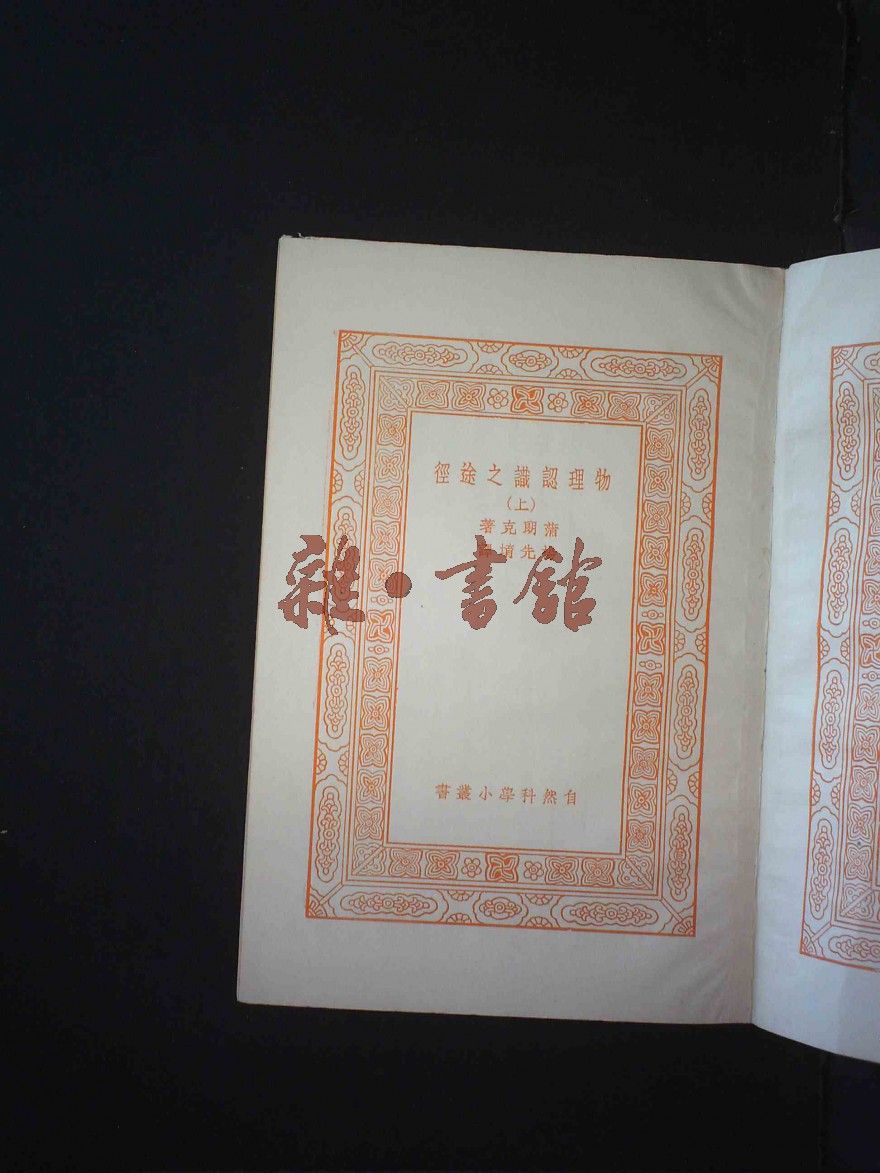 物理認識之途徑
(上)
蒲朗克著
先
雜·書館
自然科學小叢書